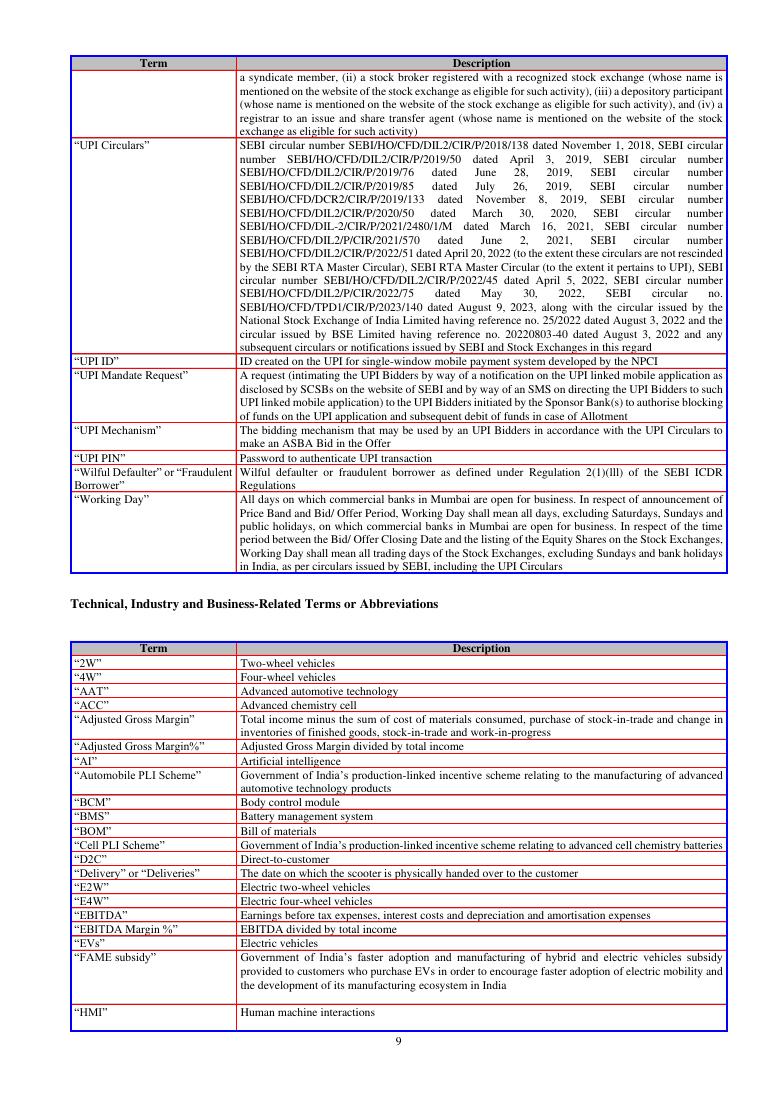 Term Description
a syndicate member, (ii) a stock broker registered with a recognized stock exchange (whose name is
mentioned on the website of the stock exchange as eligible for such activity), (iii) a depository participant
(whose name is mentioned on the website of the stock exchange as eligible for such activity), and (iv) a
registrar to an issue and share transfer agent (whose name is mentioned on the website of the stock
exchange as eligible for such activity)
“UPI Circulars” SEBI circular number SEBI/HO/CFD/DIL2/CIR/P/2018/138 dated November 1, 2018, SEBI circular
number SEBI/HO/CFD/DIL2/CIR/P/2019/50 dated April 3, 2019, SEBI circular number
SEBI/HO/CFD/DIL2/CIR/P/2019/76 dated June 28, 2019, SEBI circular number
SEBI/HO/CFD/DIL2/CIR/P/2019/85 dated July 26, 2019, SEBI circular number
SEBI/HO/CFD/DCR2/CIR/P/2019/133 dated November 8, 2019, SEBI circular number
SEBI/HO/CFD/DIL2/CIR/P/2020/50 dated March 30, 2020, SEBI circular number
SEBI/HO/CFD/DIL-2/CIR/P/2021/2480/1/M dated March 16, 2021, SEBI circular number
SEBI/HO/CFD/DIL2/P/CIR/2021/570 dated June 2, 2021, SEBI circular number
SEBI/HO/CFD/DIL2/CIR/P/2022/51 dated April 20, 2022 (to the extent these circulars are not rescinded
by the SEBI RTA Master Circular), SEBI RTA Master Circular (to the extent it pertains to UPI), SEBI
circular number SEBI/HO/CFD/DIL2/CIR/P/2022/45 dated April 5, 2022, SEBI circular number
SEBI/HO/CFD/DIL2/P/CIR/2022/75 dated May 30, 2022, SEBI circular no.
SEBI/HO/CFD/TPD1/CIR/P/2023/140 dated August 9, 2023, along with the circular issued by the
National Stock Exchange of India Limited having reference no. 25/2022 dated August 3, 2022 and the
circular issued by BSE Limited having reference no. 20220803-40 dated August 3, 2022 and any
subsequent circulars or notifications issued by SEBI and Stock Exchanges in this regard
“UPI ID” ID created on the UPI for single-window mobile payment system developed by the NPCI
“UPI Mandate Request” A request (intimating the UPI Bidders by way of a notification on the UPI linked mobile application as
disclosed by SCSBs on the website of SEBI and by way of an SMS on directing the UPI Bidders to such
UPI linked mobile application) to the UPI Bidders initiated by the Sponsor Bank(s) to authorise blocking
of funds on the UPI application and subsequent debit of funds in case of Allotment
“UPI Mechanism” The bidding mechanism that may be used by an UPI Bidders in accordance with the UPI Circulars to
make an ASBA Bid in the Offer
“UPI PIN” Password to authenticate UPI transaction
“Wilful Defaulter” or “Fraudulent Wilful defaulter or fraudulent borrower as defined under Regulation 2(1)(lll) of the SEBI ICDR
Borrower” Regulations
“Working Day” All days on which commercial banks in Mumbai are open for business. In respect of announcement of
Price Band and Bid/ Offer Period, Working Day shall mean all days, excluding Saturdays, Sundays and
public holidays, on which commercial banks in Mumbai are open for business. In respect of the time
period between the Bid/ Offer Closing Date and the listing of the Equity Shares on the Stock Exchanges,
Working Day shall mean all trading days of the Stock Exchanges, excluding Sundays and bank holidays
in India, as per circulars issued by SEBI, including the UPI Circulars
Technical, Industry and Business-Related Terms or Abbreviations
Term Description
“2W” Two-wheel vehicles
“4W” Four-wheel vehicles
“AAT” Advanced automotive technology
“ACC” Advanced chemistry cell
“Adjusted Gross Margin” Total income minus the sum of cost of materials consumed, purchase of stock-in-trade and change in
inventories of finished goods, stock-in-trade and work-in-progress
“Adjusted Gross Margin%” Adjusted Gross Margin divided by total income
“AI” Artificial intelligence
“Automobile PLI Scheme” Government of India’s production-linked incentive scheme relating to the manufacturing of advanced
automotive technology products
“BCM” Body control module
“BMS” Battery management system
“BOM” Bill of materials
“Cell PLI Scheme” Government of India’s production-linked incentive scheme relating to advanced cell chemistry batteries
“D2C” Direct-to-customer
“Delivery” or “Deliveries” The date on which the scooter is physically handed over to the customer
“E2W” Electric two-wheel vehicles
“E4W” Electric four-wheel vehicles
“EBITDA” Earnings before tax expenses, interest costs and depreciation and amortisation expenses
“EBITDA Margin %” EBITDA divided by total income
“EVs” Electric vehicles
“FAME subsidy” Government of India’s faster adoption and manufacturing of hybrid and electric vehicles subsidy
provided to customers who purchase EVs in order to encourage faster adoption of electric mobility and
the development of its manufacturing ecosystem in India
“HMI” Human machine interactions
9